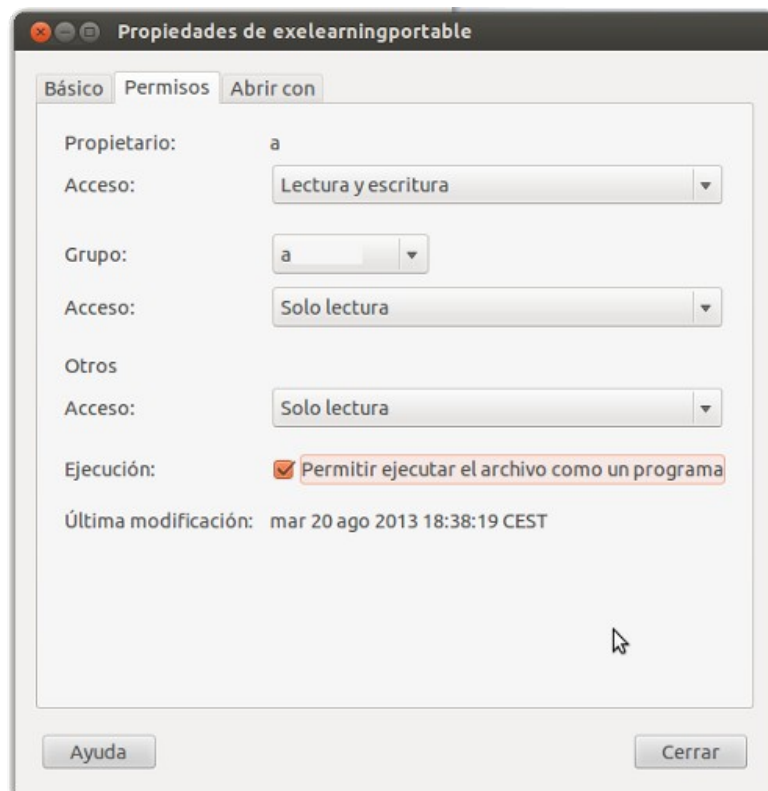 Propiedades de exelearningportable
Básico Permisos Abrir con
Propietario: a
Acceso: Lectura y escritura
Grupo: a
Acceso: Solo lectura
Otros
Acceso: Solo lectura
Ejecución: Permitir ejecutar el archivo como un programa
Última modificación: mar 20 ago 2013 18:38:19 CEST
Ayuda Cerrar